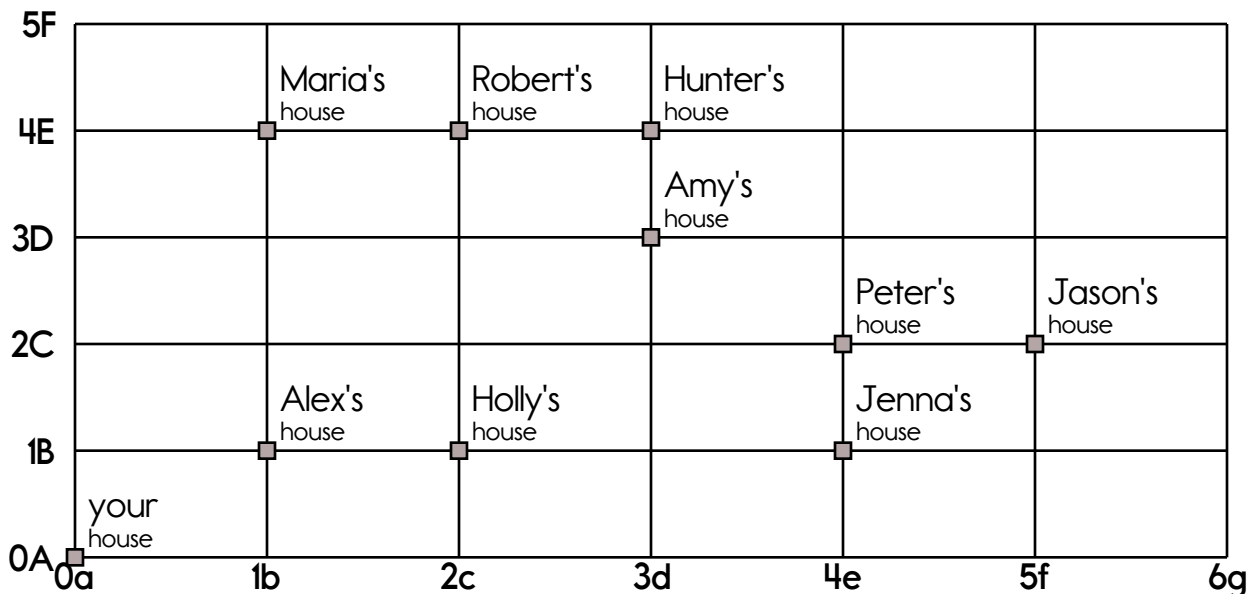 5F
Maria's
house
Robert's
house
Hunter's
house
4E
Amy's
house
3D
Peter's
house
Jason's
house
2C
Alex's
house
Holly's
house
Jenna's
house
1B
your
house
0A
0a
1b
2c
3d
4e
5f
6g